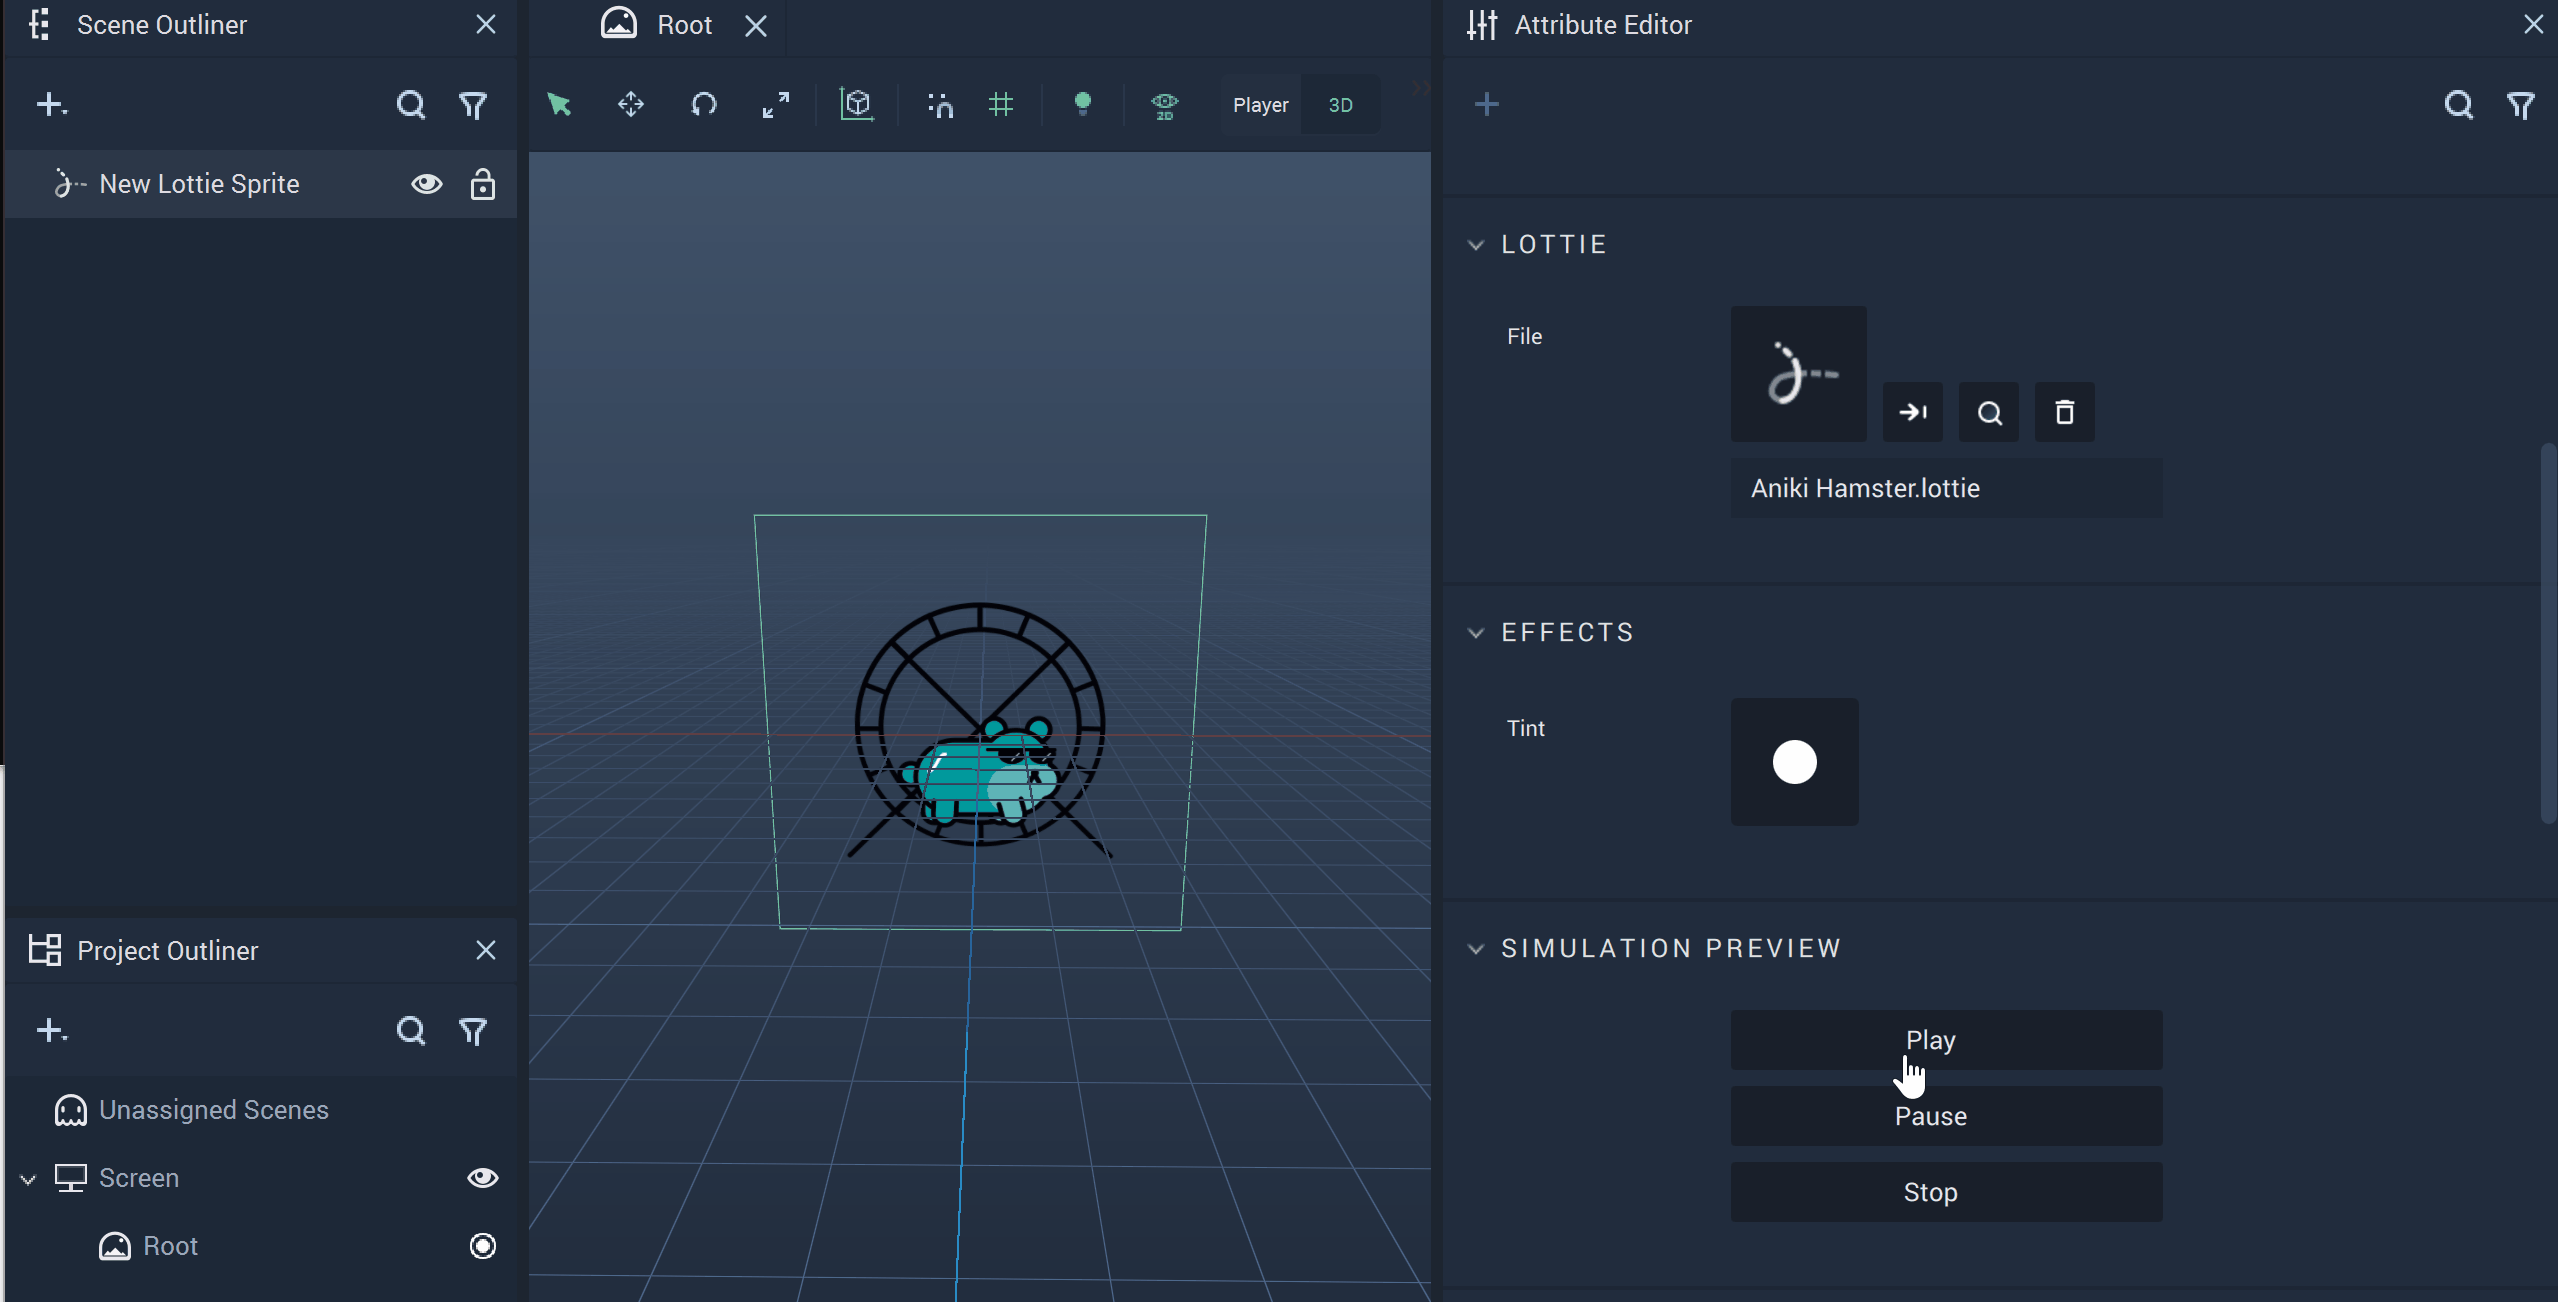 Scene Outliner
New Lottie Sprite
Project Outliner
Unassigned Scenes
Screen
Root
Root
2D
Player
3D
Attribute Editor
LOTTIE
File
Aniki Hamster.lottie
EFFECTS
Tint
SIMULATION PREVIEW
Play
Pause
Stop